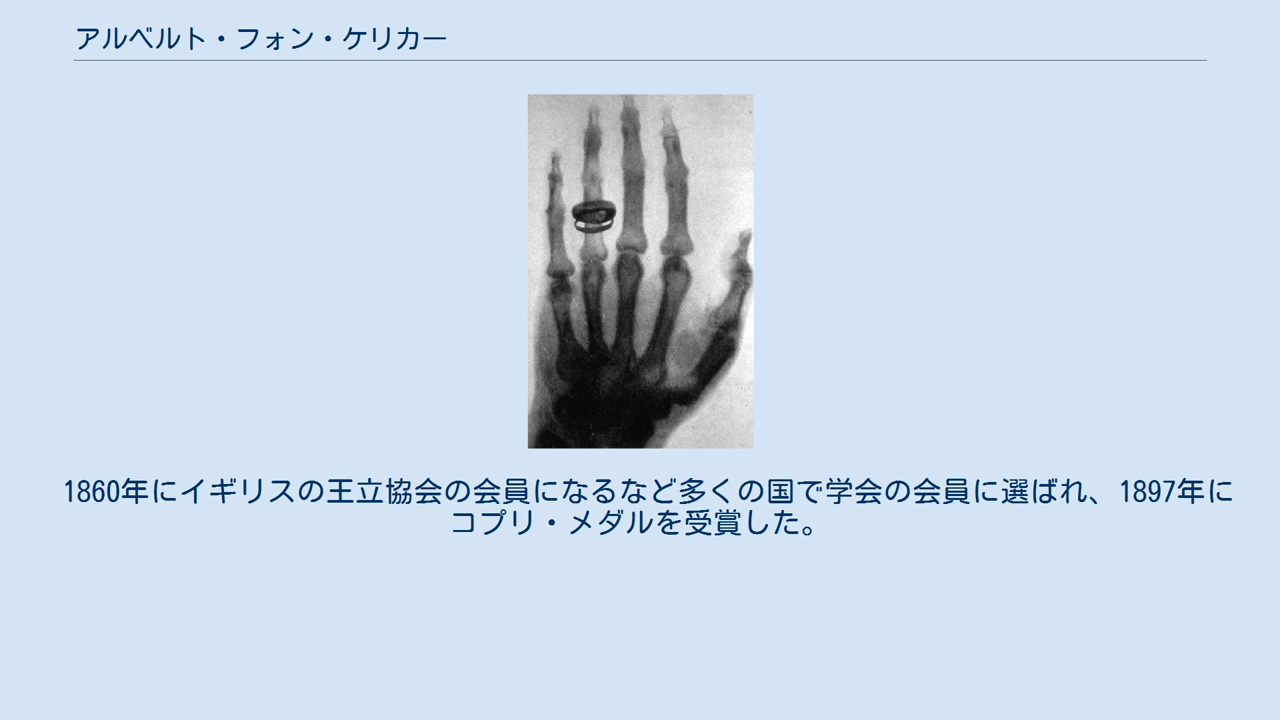 アルベルト・フォン・ケリカー
1860年にイギリスの王立協会の会員になるなど多くの国で学会の会員に選ばれ、1897年に
コプリ・メダルを受賞した。